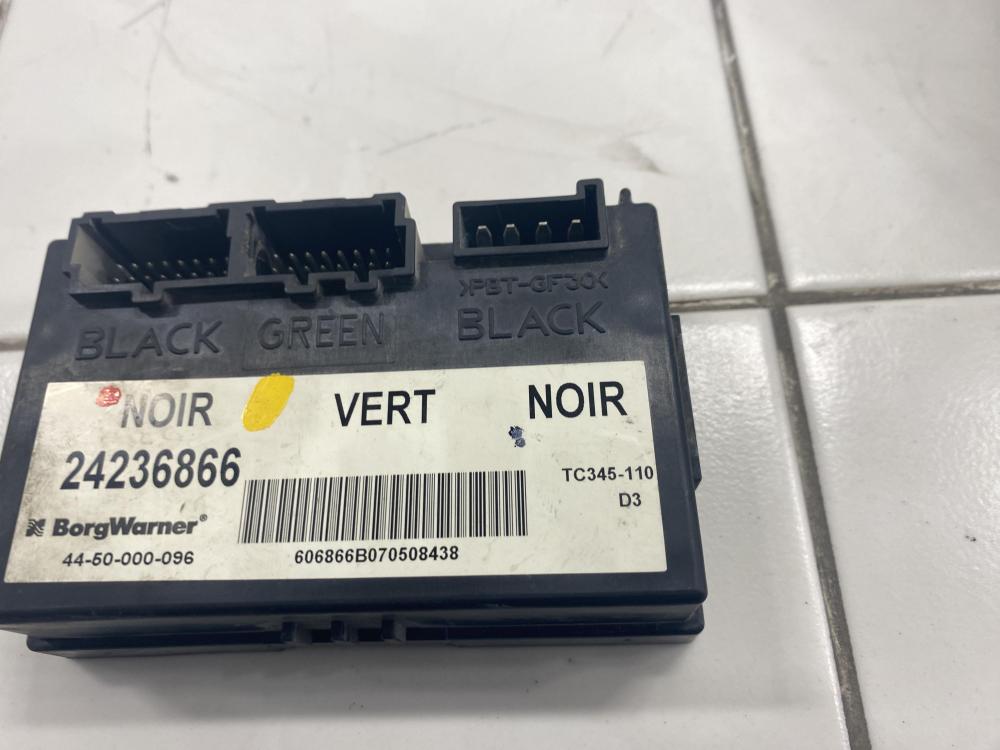 >PBT-GF30<
BLACK GREEN BLACK
NOIR VERT NOIR
24236866
TC345-110
D3
BorgWarner®
44-50-000-096
606866B070508438